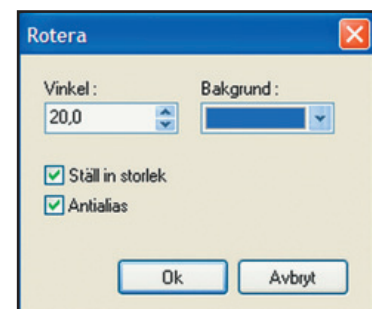 Rotera
Vinkel : Bakgrund :
20,0
Ställ in storlek
Antialias
Ok Avbryt